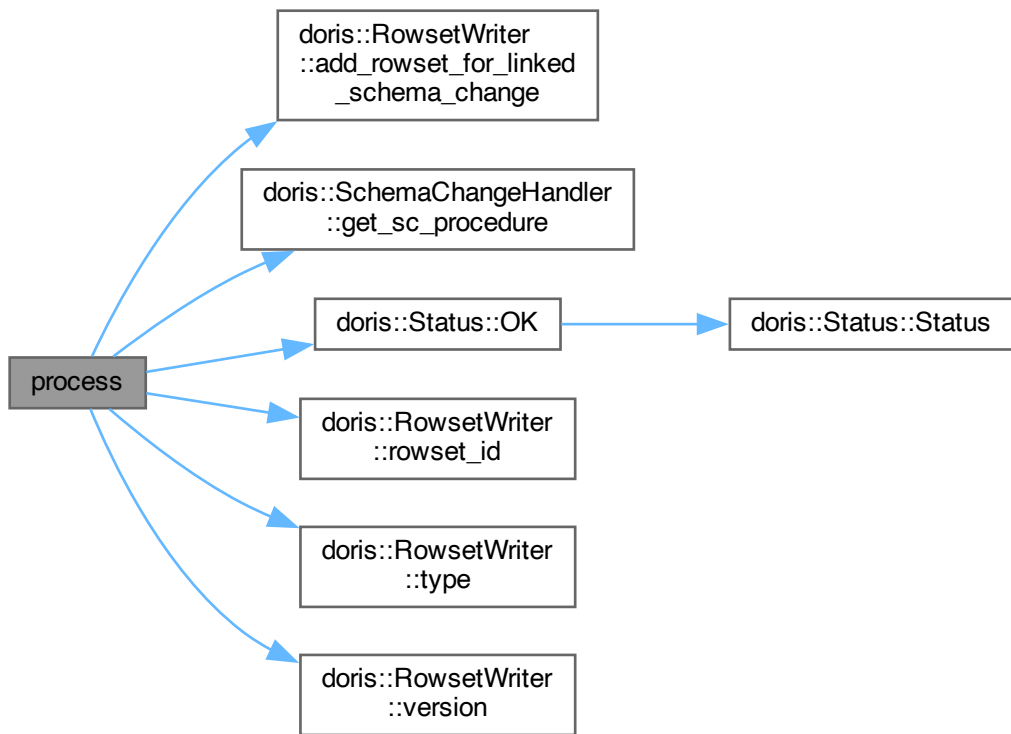 doris::RowsetWriter
::add_rowset_for_linked
_schema_change
doris::SchemaChangeHandler
::get_sc_procedure
doris::Status::OK
doris::Status::Status
process
doris::RowsetWriter
::rowset_id
doris::RowsetWriter
::type
doris::RowsetWriter
::version